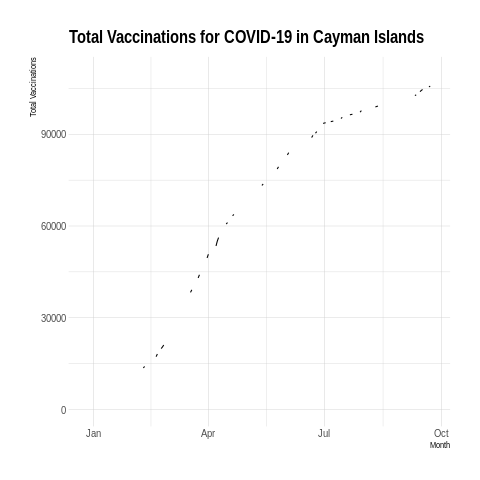 Total Vaccinations for COVID-19 in Cayman Islands
Total Vaccinations
90000
60000
30000
0
Jan Apr Jul Oct
Month